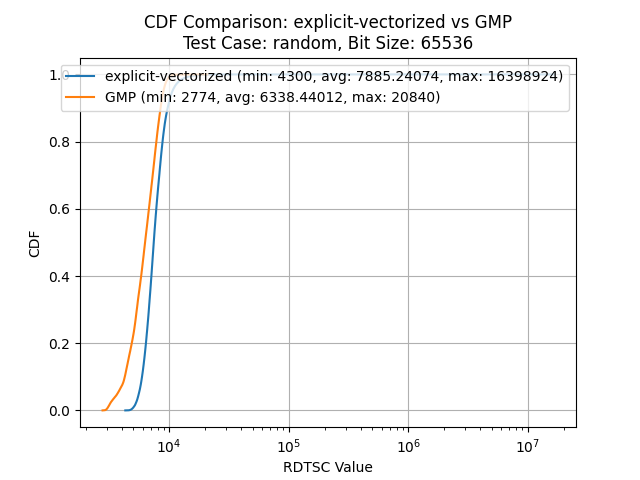 CDF Comparison: explicit-vectorized vs GMP
Test Case: random, Bit Size: 65536
explicit-vectorized (min: 4300, avg: 7885.24074, max: 16398924)
GMP (min: 2774, avg: 6338.44012, max: 20840)
1.0
0.8
0.6
0.4
0.2
0.0
CDF
10⁴ 10⁵ 10⁶ 10⁷
RDTSC Value